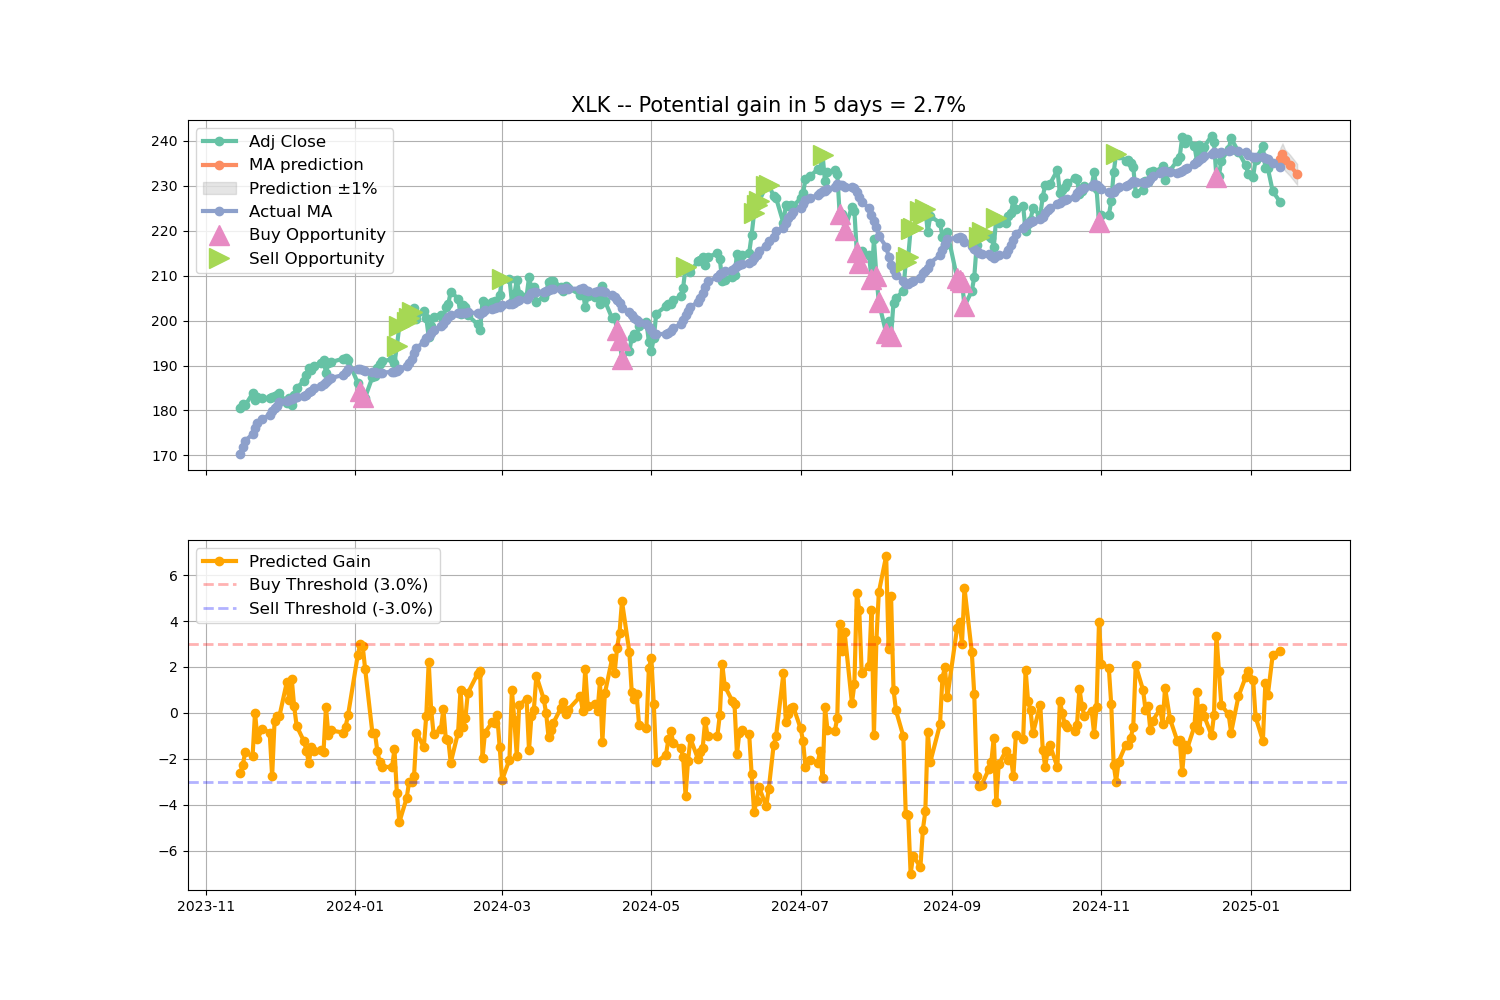 XLK -- Potential gain in 5 days = 2.7%
240
230
220
210
200
190
180
170
Adj Close
MA prediction
Prediction ±1%
Actual MA
Buy Opportunity
Sell Opportunity
6
4
2
0
−2
−4
−6
Predicted Gain
Buy Threshold (3.0%)
Sell Threshold (-3.0%)
2023-11 2024-01 2024-03 2024-05 2024-07 2024-09 2024-11 2025-01